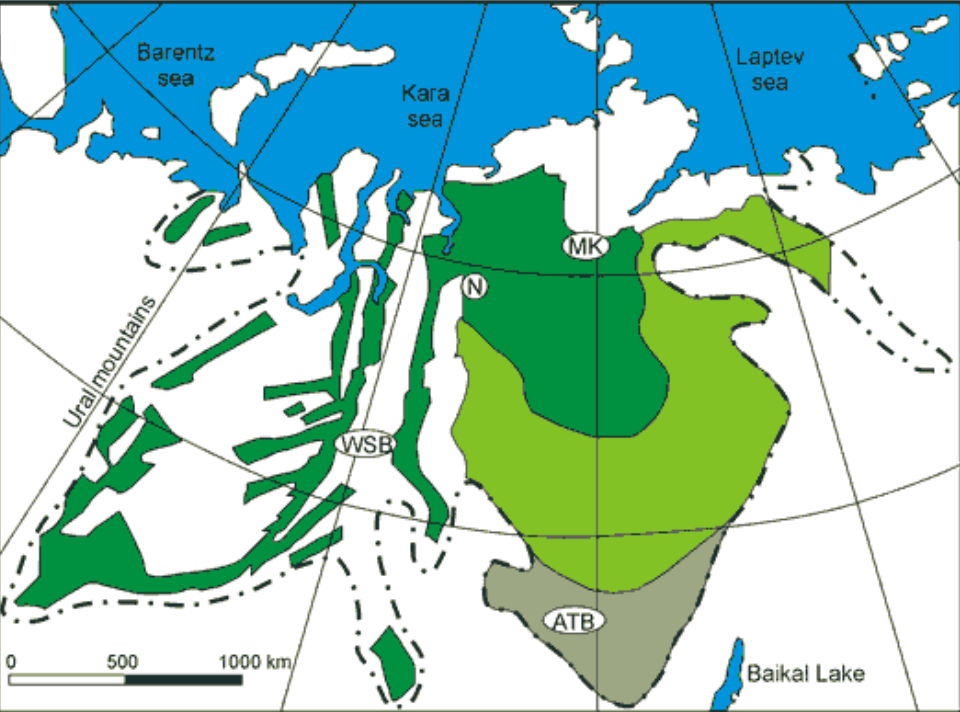 Barentz
sea
Kara
sea
Laptev
sea
MK
N
Ural mountains
WSB
ATB
0 500 1000 km
Baikal Lake